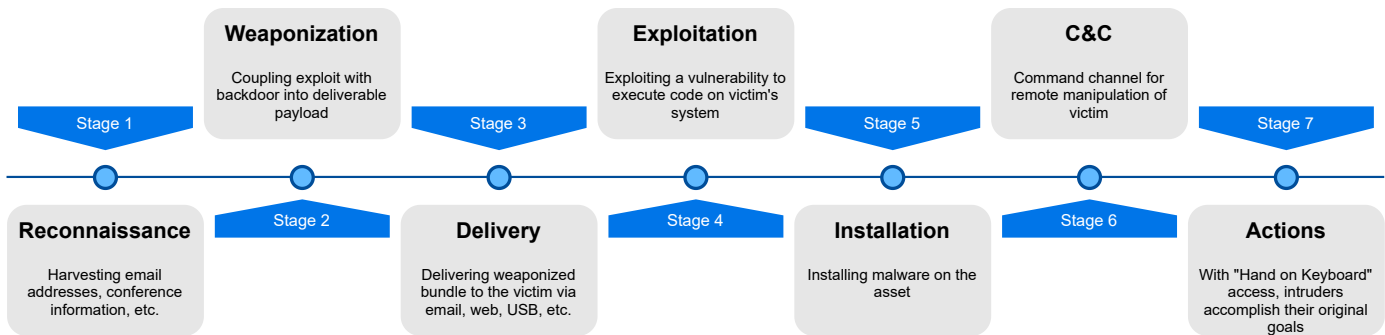 Stage 1
Reconnaissance
Harvesting email
addresses, conference
information, etc.
Weaponization
Coupling exploit with
backdoor into deliverable
payload
Stage 2
Stage 3
Delivery
Delivering weaponized
bundle to the victim via
email, web, USB, etc.
Exploitation
Exploiting a vulnerability to
execute code on victim's
system
Stage 4
Stage 5
Installation
Installing malware on the
asset
C&C
Command channel for
remote manipulation of
victim
Stage 6
Stage 7
Actions
With "Hand on Keyboard"
access, intruders
accomplish their original
goals